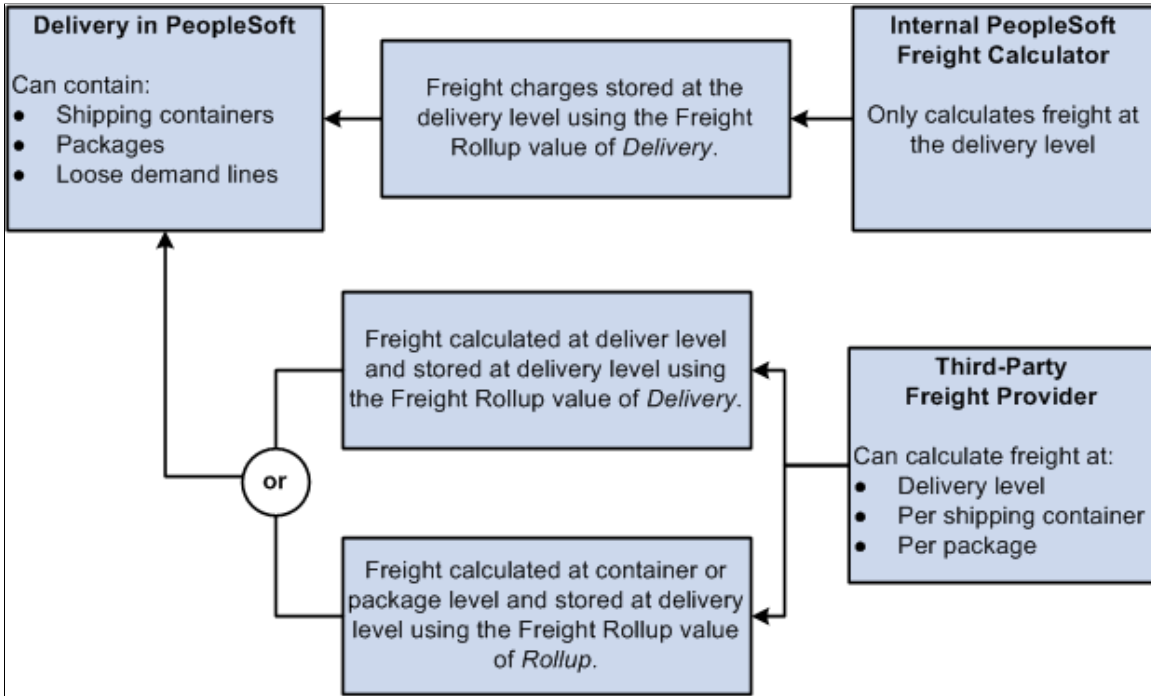 Delivery in PeopleSoft
Can contain:
● Shipping containers
● Packages
● Loose demand lines
Freight charges stored at the
delivery level using the Freight
Rollup value of Delivery.
Internal PeopleSoft
Freight Calculator
Only calculates freight at
the delivery level
Freight calculated at deliver level
and stored at delivery level using
the Freight Rollup value of Delivery.
or
Freight calculated at container or
package level and stored at delivery
level using the Freight Rollup value
of Rollup.
Third-Party
Freight Provider
Can calculate freight at:
● Delivery level
● Per shipping container
● Per package